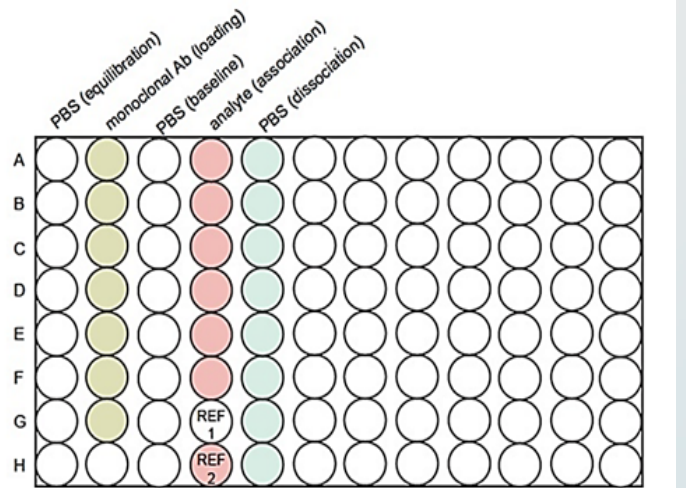 PBS (equilibration)
monoclonal Ab (loading)
PBS (baseline)
analyte (association)
PBS (dissociation)
A
B
C
D
E
F
G
REF
1
H
REF
2